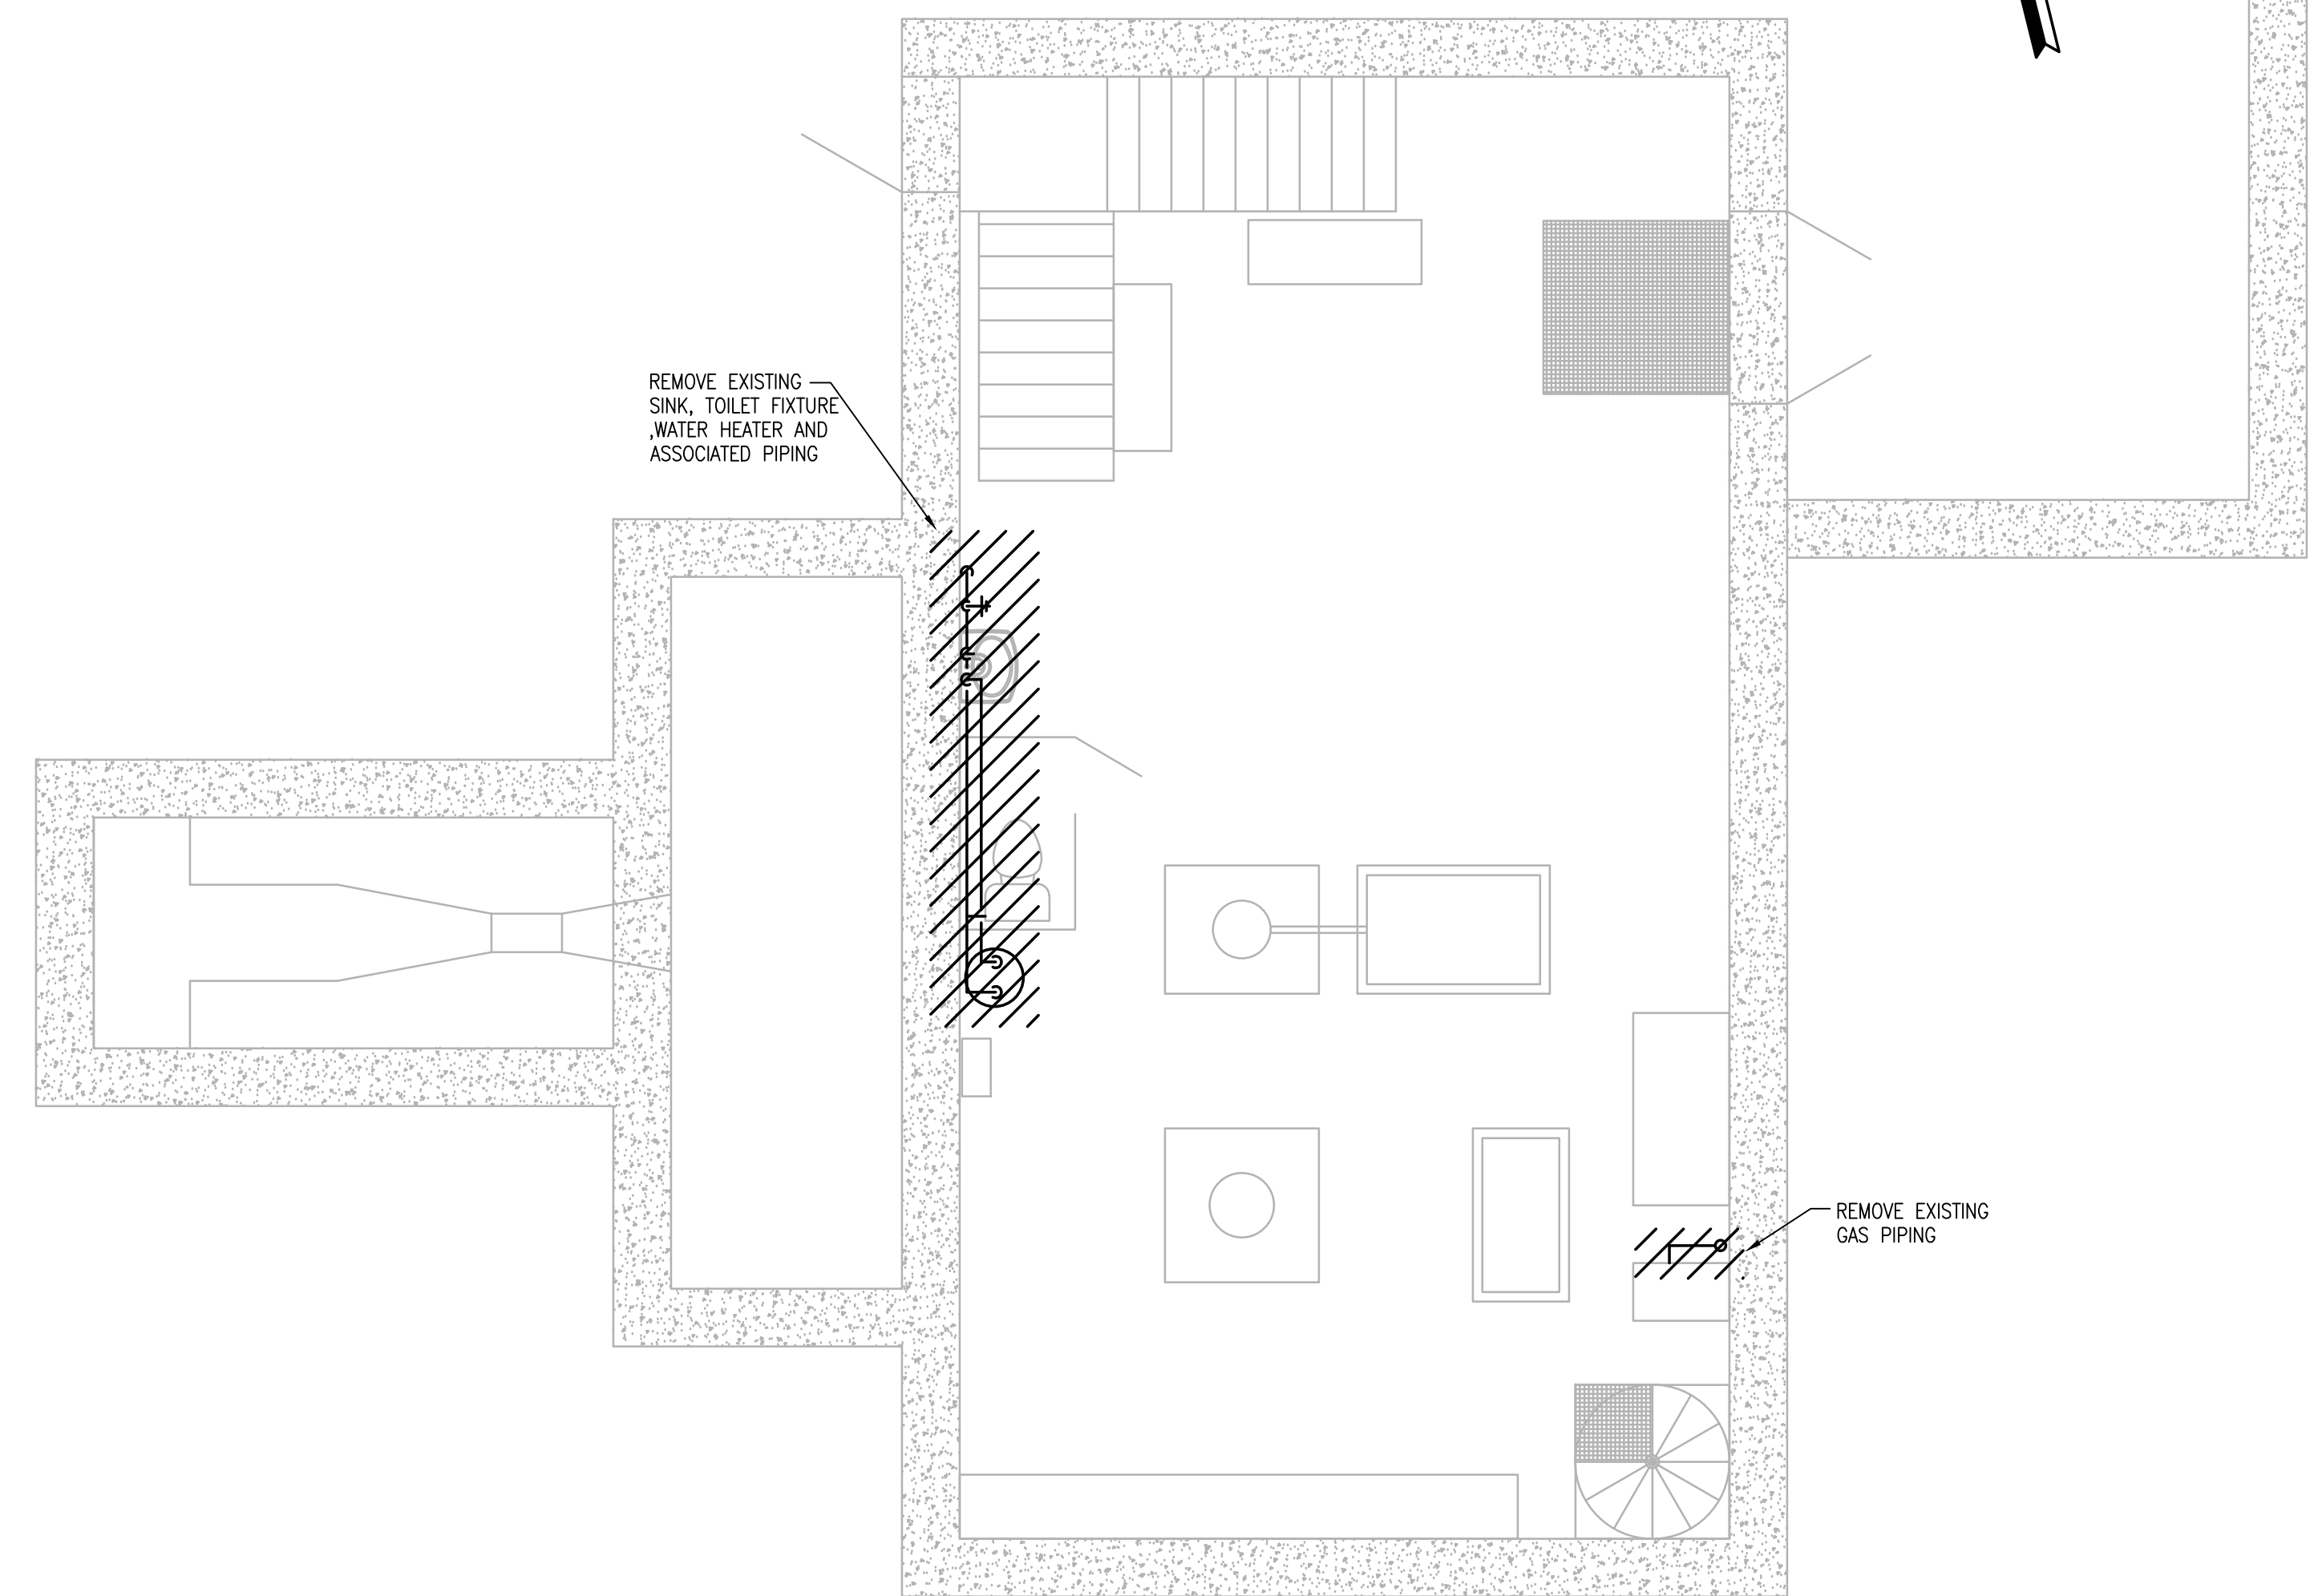 REMOVE EXISTING
SINK, TOILET FIXTURE
,WATER HEATER AND
ASSOCIATED PIPING
REMOVE EXISTING
GAS PIPING